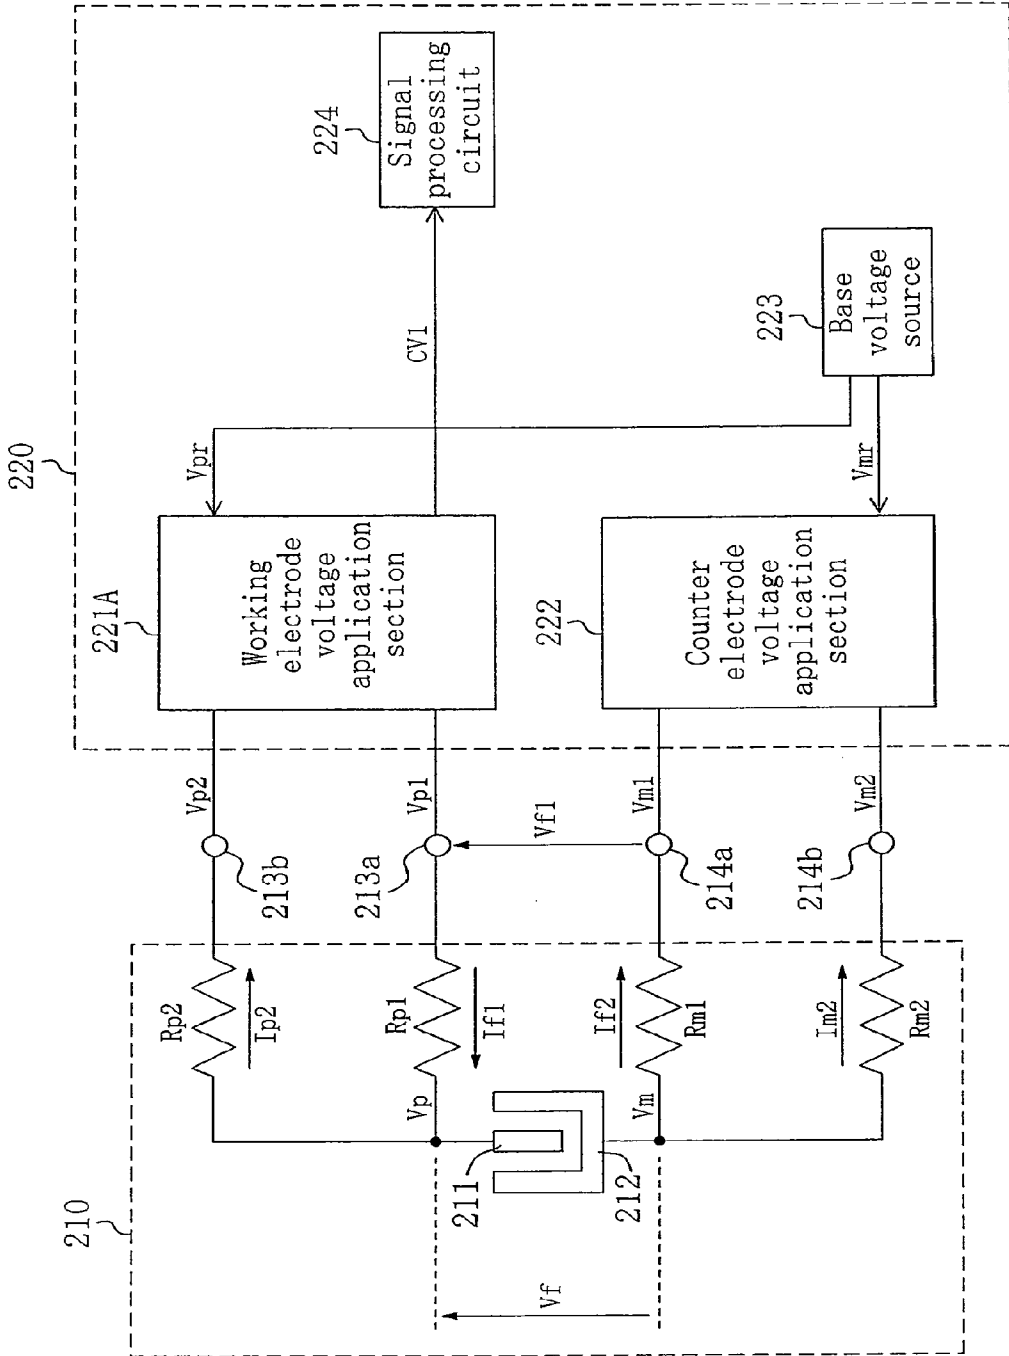 220
224
Signal
processing
circuit
CV1
223
Base
voltage
source
Vpr
Vmr
221A
Working
electrode
voltage
application
section
222
Counter
electrode
voltage
application
section
Vp2
Vp1
Vm1
Vm2
Vf1
213b
213a
214a
214b
210
Rp2
Ip2
Rp1
If1
If2
Rm1
Im2
Rm2
Vp
Vm
211
212
Vf